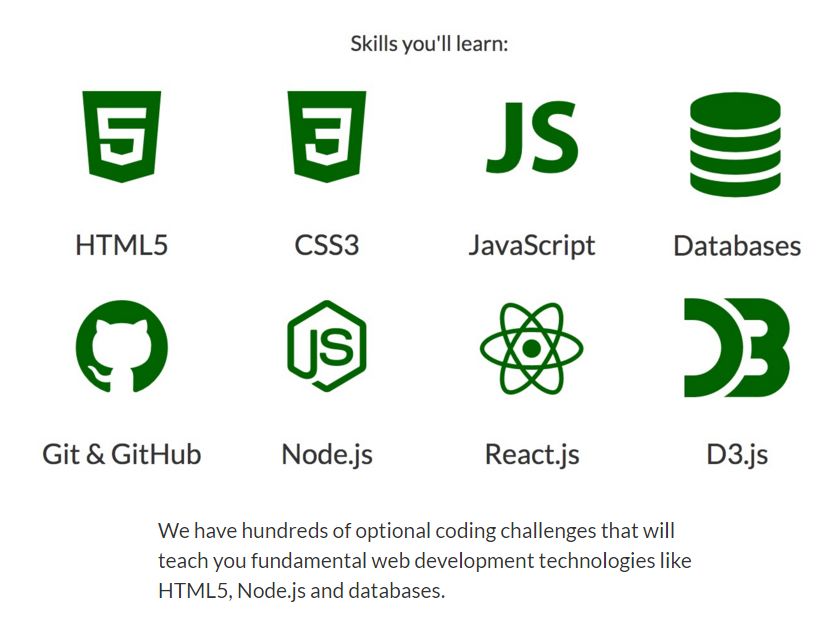 Skills you'll learn:
5 3 JS
HTML5 CSS3 JavaScript Databases
JS D3
Git & GitHub Node.js React.js D3.js
We have hundreds of optional coding challenges that will
teach you fundamental web development technologies like
HTML5, Node.js and databases.